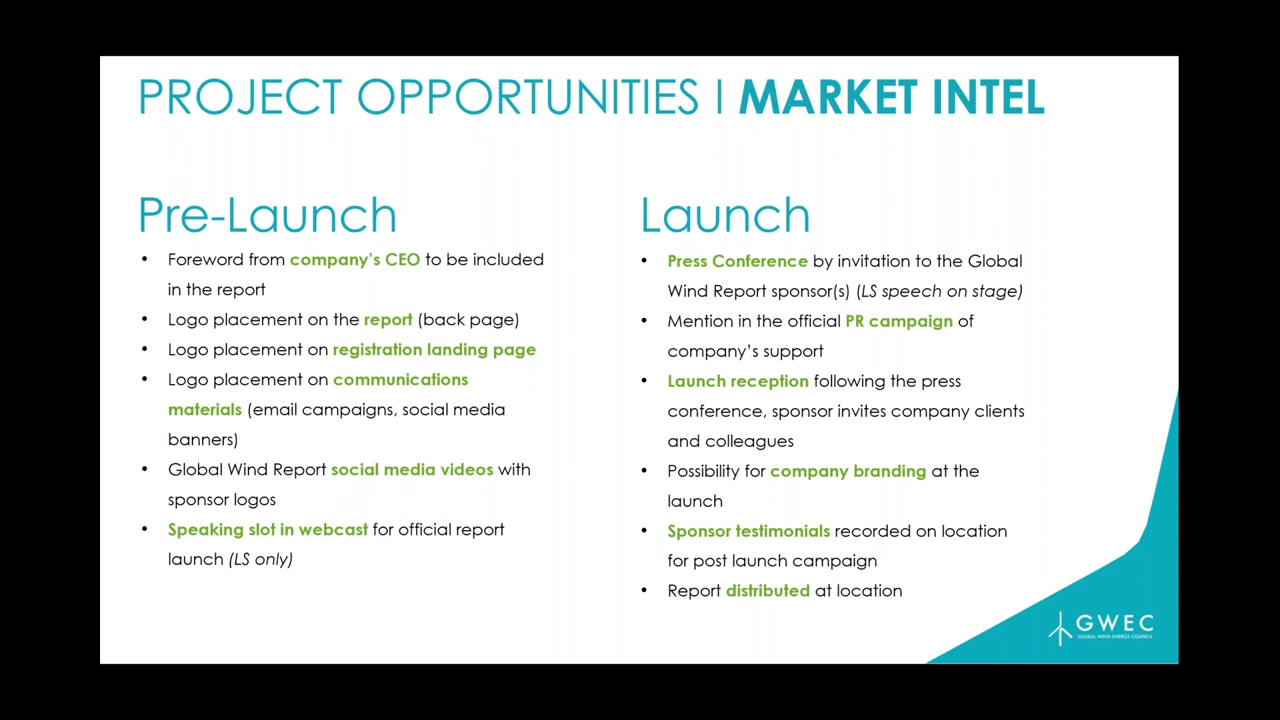 PROJECT OPPORTUNITIES I MARKET INTEL
Pre-Launch
• Foreword from company's CEO to be included
in the report
• Logo placement on the report (back page)
• Logo placement on registration landing page
• Logo placement on communications
materials (email campaigns, social media
banners)
• Global Wind Report social media videos with
sponsor logos
• Speaking slot in webcast for official report
launch (LS only)
Launch
• Press Conference by invitation to the Global
Wind Report sponsor(s) (LS speech on stage)
• Mention in the official PR campaign of
company's support
• Launch reception following the press
conference, sponsor invites company clients
and colleagues
• Possibility for company branding at the
launch
• Sponsor testimonials recorded on location
for post launch campaign
• Report distributed at location
GWEC
GLOBAL WIND ENERGY COUNCIL